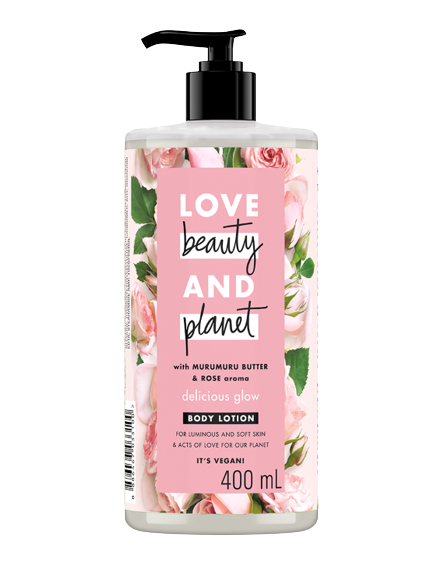 LOVE
beauty
AND
planet
with MURUMURU BUTTER
& ROSE aroma
delicious glow
BODY LOTION
FOR LUMINOUS AND SOFT SKIN
& ACTS OF LOVE FOR OUR PLANET
IT'S VEGAN!
400 mL